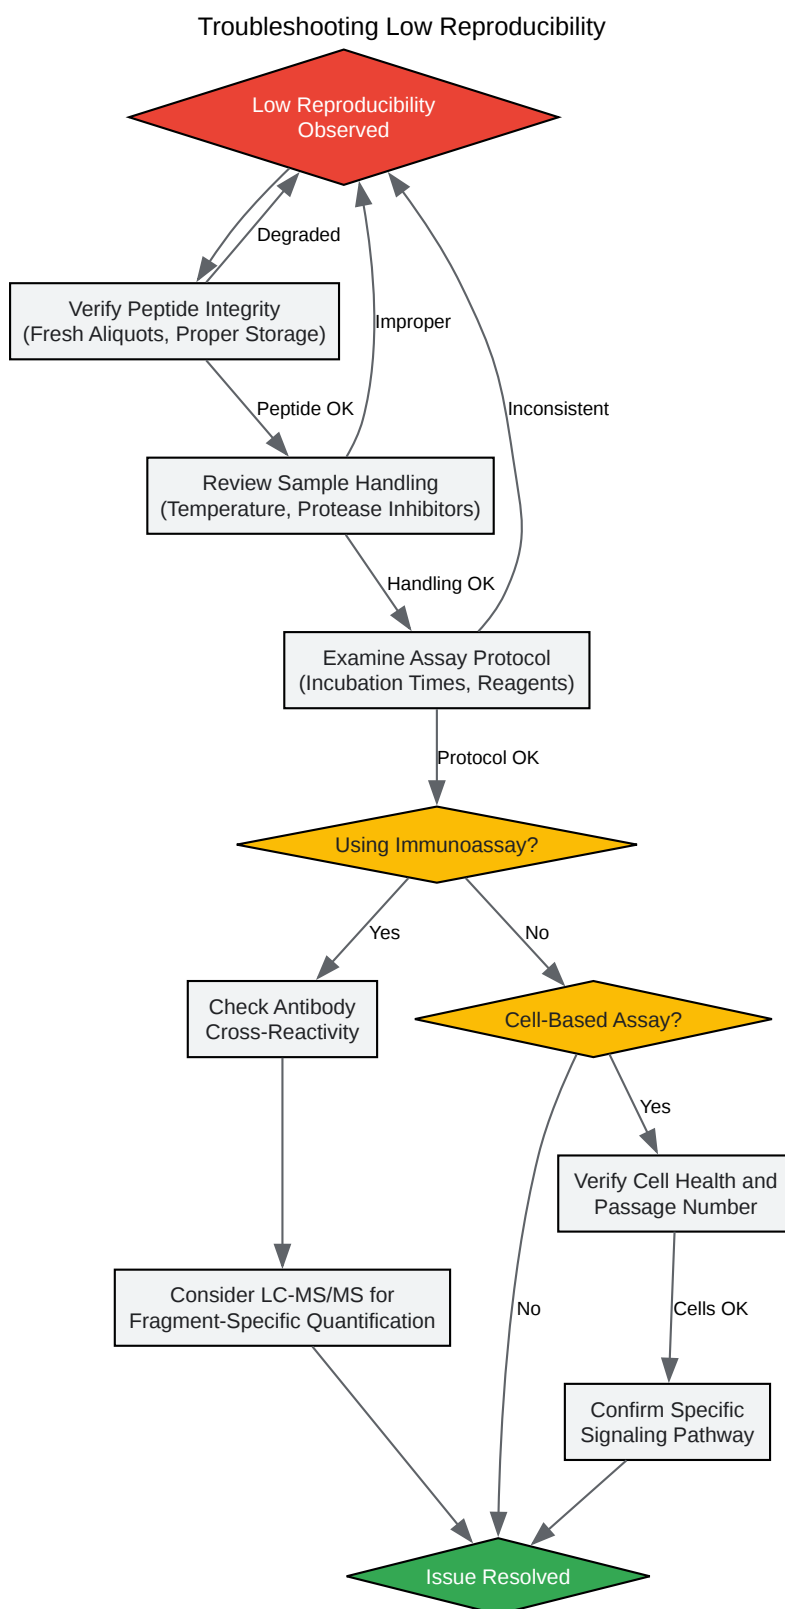 Troubleshooting Low Reproducibility
Low Reproducibility
Observed
Degraded
Verify Peptide Integrity
(Fresh Aliquots, Proper Storage)
Improper
Peptide OK
Inconsistent
Review Sample Handling
(Temperature, Protease Inhibitors)
Handling OK
Examine Assay Protocol
(Incubation Times, Reagents)
Protocol OK
Using Immunoassay?
Yes
No
Check Antibody
Cross-Reactivity
Cell-Based Assay?
Yes
Verify Cell Health and
Passage Number
Consider LC-MS/MS for
Fragment-Specific Quantification
No
Cells OK
Confirm Specific
Signaling Pathway
Issue Resolved